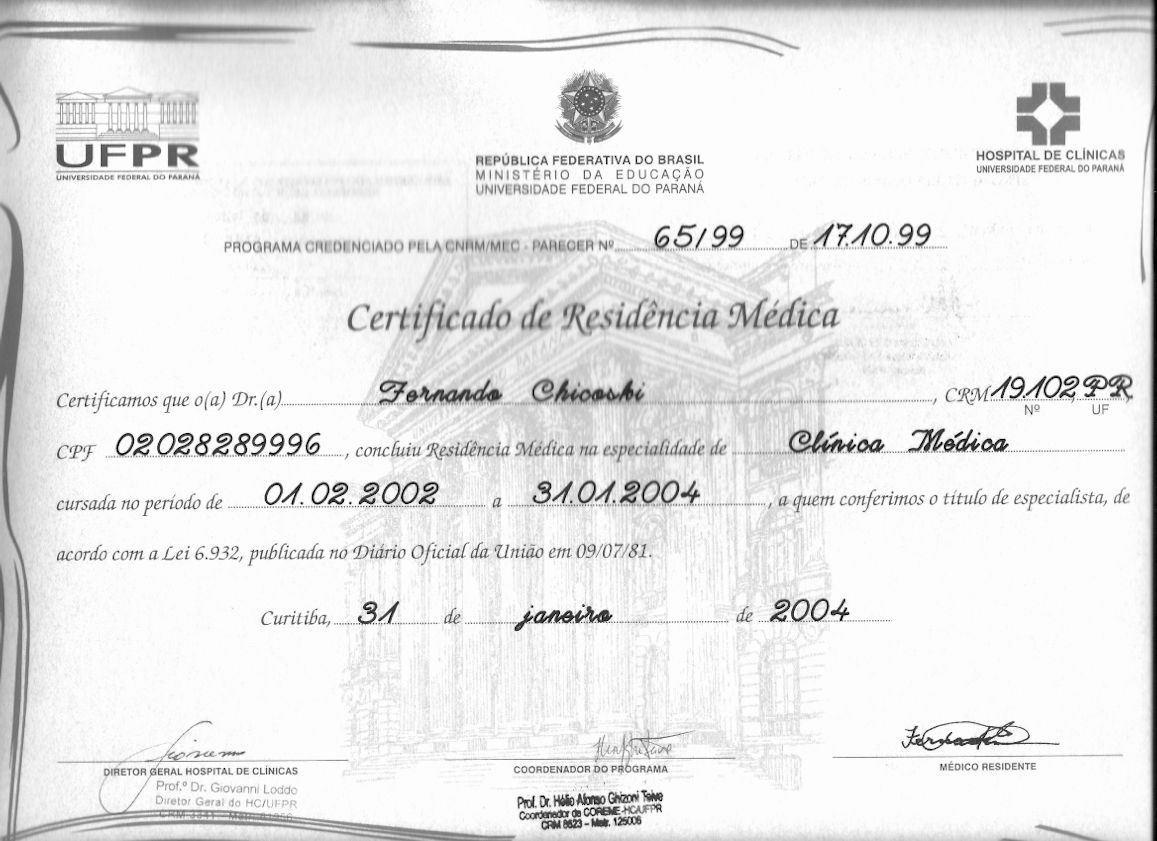 UFPR
UNIVERSIDADE FEDERAL DO PARANÁ
REPÚBLICA FEDERATIVA DO BRASIL
MINISTÉRIO DA EDUCAÇÃO
UNIVERSIDADE FEDERAL DO PARANÁ
HOSPITAL DE CLÍNICAS
UNIVERSIDADE FEDERAL DO PARANÁ
PROGRAMA CREDENCIADO PELA CNRM/MEC - PARECER Nº 65/99 DE 17.10.99
Certificado de Residência Médica
Certificamos que o(a) Dr.(a) Fernando Chicoski, CRM 19.102, PR,
Nº UF
CPF 02028289996, concluiu Residência Médica na especialidade de Clínica Médica
cursada no período de 01.02.2002 a 31.01.2004, a quem conferimos o título de especialista, de
acordo com a Lei 6.932, publicada no Diário Oficial da União em 09/07/81.
Curitiba, 31 de janeiro de 2004
DIRETOR GERAL HOSPITAL DE CLÍNICAS
Prof.º Dr. Giovanni Loddo
Diretor Geral do HC/UFPR
COORDENADOR DO PROGRAMA
Prof. Dr. Hélio Afonso Ghizoni Teive
Coordenador da COREME-HC/UFPR
CRM 8623 - Matr. 125006
MÉDICO RESIDENTE